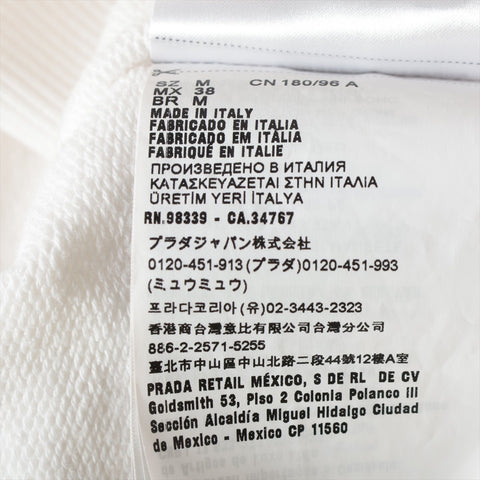 SZ M CN 180/96 A
MX 38
BR M
MADE IN ITALY
FABRICADO EN ITALIA
FABRICADO EM ITÁLIA
FABRIQUÉ EN ITALIE
ПРОИЗВЕДЕНО В ИТАЛИЯ
ΚΑΤΑΣΚΕΥΑΖΕΤΑΙ ΣΤΗΝ ΙΤΑΛΙΑ
ÜRETİM YERİ İTALYA
RN.98339 - CA.34767
プラダジャパン株式会社
0120-451-913(プラダ)0120-451-993
(ミュウミュウ)
프라다코리아(유)02-3443-2323
香港商台灣意比有限公司台灣分公司
886-2-2571-5255
臺北市中山區中山北路二段44號12樓A室
PRADA RETAIL MÉXICO, S DE RL DE CV
Goldsmith 53, Piso 2 Colonia Polanco III
Sección Alcaldía Miguel Hidalgo Ciudad
de Mexico - Mexico CP 11560